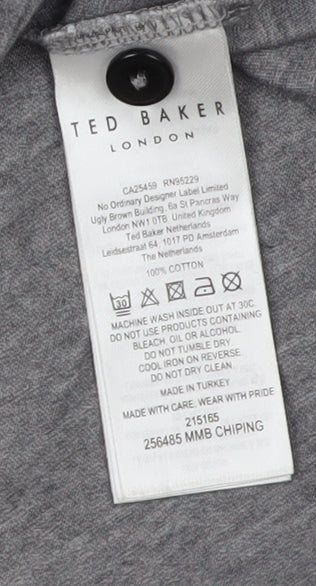 TED BAKER
LONDON
CA25459 RN95229
No Ordinary Designer Label Limited
Ugly Brown Building, 6a St Pancras Way
London NW1 0TB United Kingdom
Ted Baker Netherlands
Leidsestraat 64, 1017 PD Amsterdam
The Netherlands
100% COTTON
30
MACHINE WASH INSIDE OUT AT 30C.
DO NOT USE PRODUCTS CONTAINING
BLEACH, OIL OR ALCOHOL.
DO NOT TUMBLE DRY.
COOL IRON ON REVERSE.
DO NOT DRY CLEAN.
MADE IN TURKEY
MADE WITH CARE, WEAR WITH PRIDE
215165
256485 MMB CHIPING